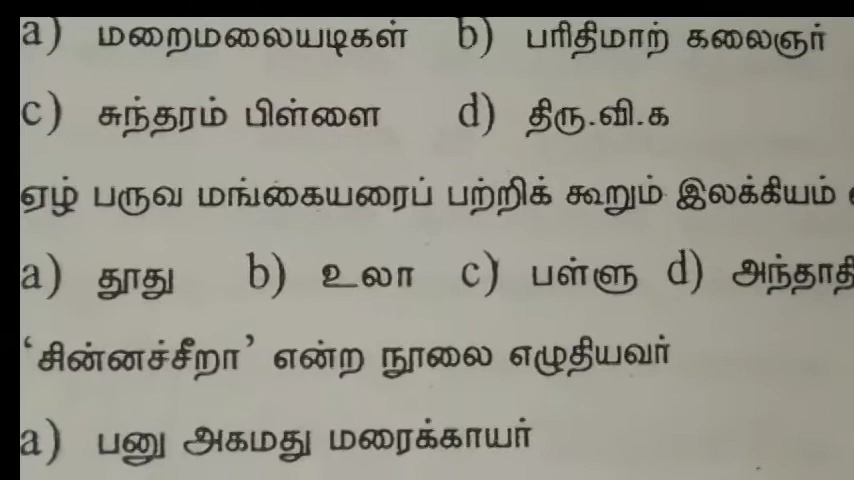 a) மறைமலையடிகள் b) பரிதிமாற் கலைஞர்
c) சுந்தரம் பிள்ளை d) திரு.வி.க
ஏழ் பருவ மங்கையரைப் பற்றிக் கூறும் இலக்கியம்
a) தூது b) உலா c) பள்ளு d) அந்தாதி
‘சின்னச்சீறா’ என்ற நூலை எழுதியவர்
a) பனு அகமது மரைக்காயர்